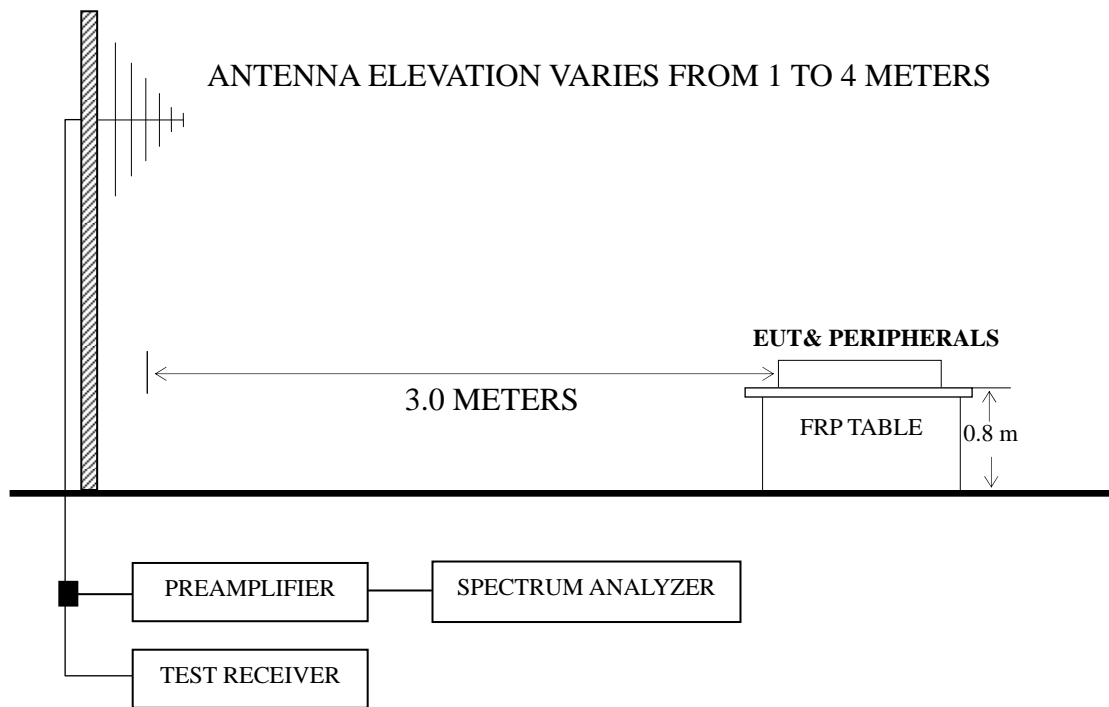 ANTENNA ELEVATION VARIES FROM 1 TO 4 METERS
EUT& PERIPHERALS
3.0 METERS
FRP TABLE
0.8 m
PREAMPLIFIER
SPECTRUM ANALYZER
TEST RECEIVER